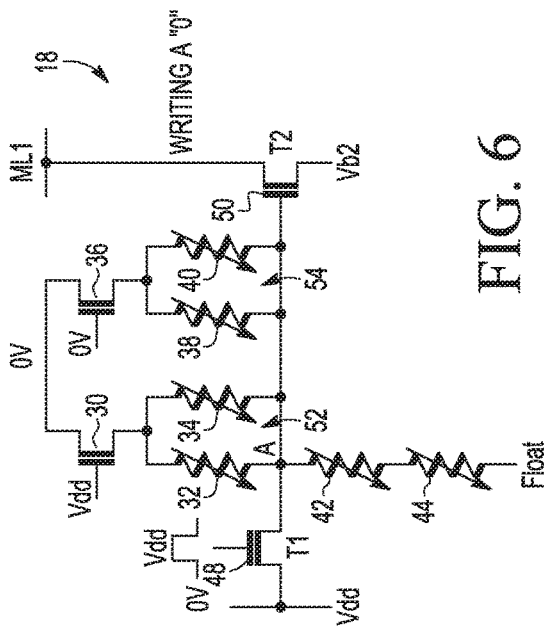 18
ML1
WRITING A "0"
0V
36
0V
30
Vdd
50
T2
Vb2
40
54
38
34
52
32
A
Vdd
0V
48
T1
Vdd
42
44
Float
FIG. 6